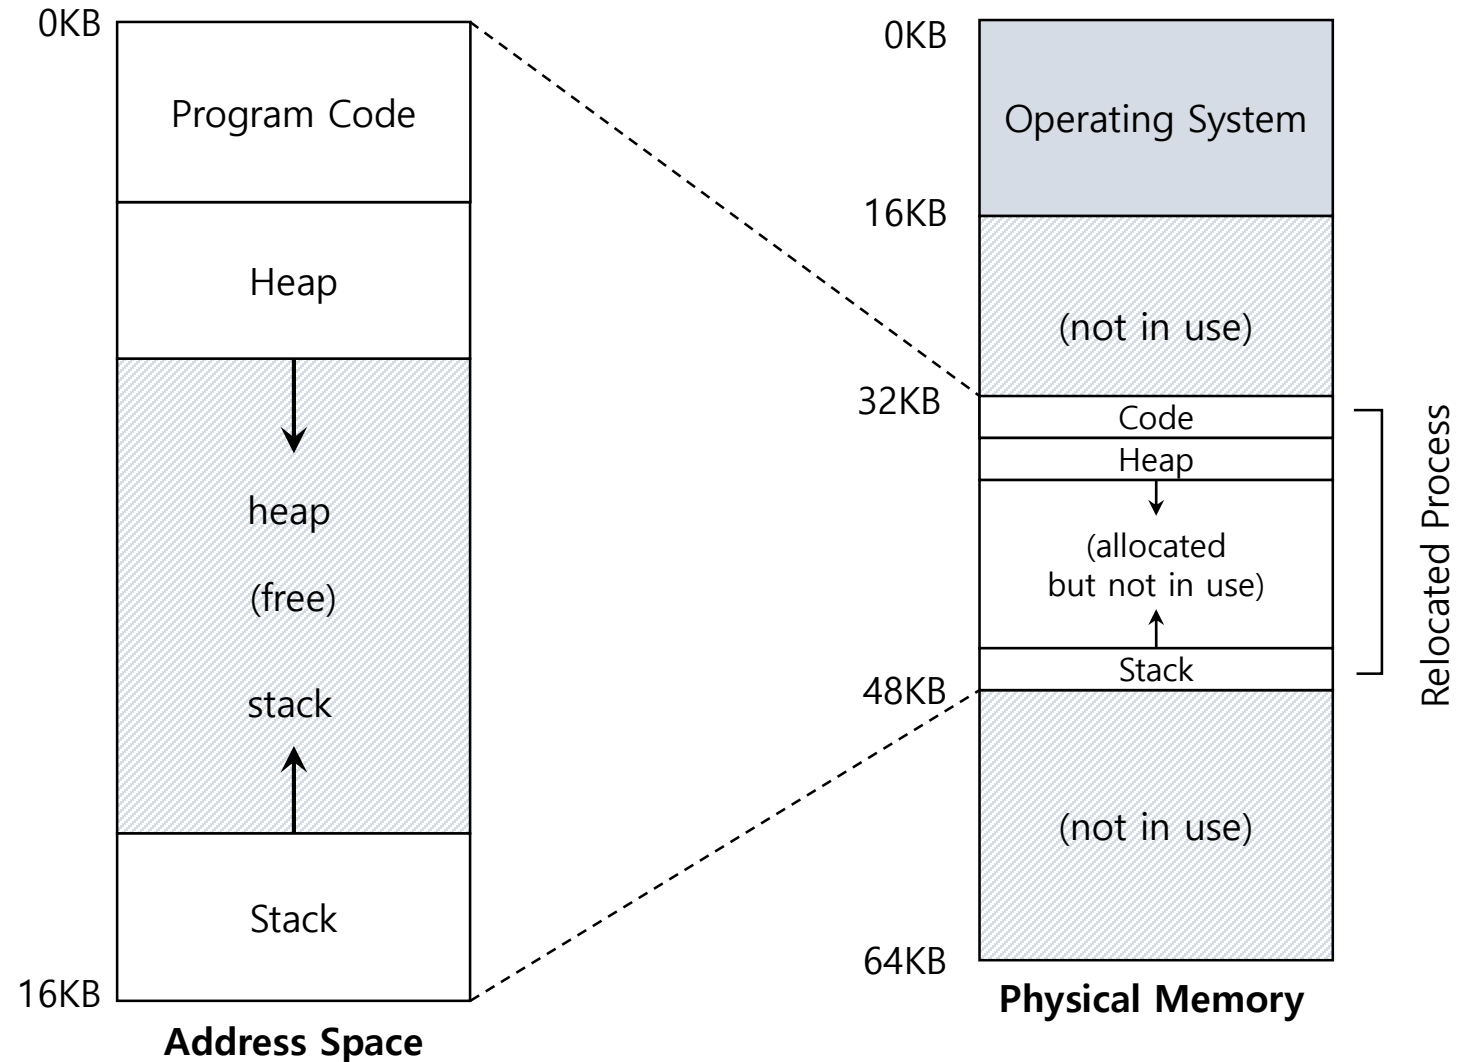 0KB
Program Code
Heap
heap
(free)
stack
Stack
16KB
Address Space
0KB
Operating System
16KB
(not in use)
32KB
Code
Heap
(allocated
but not in use)
Stack
48KB
(not in use)
64KB
Physical Memory
Relocated Process